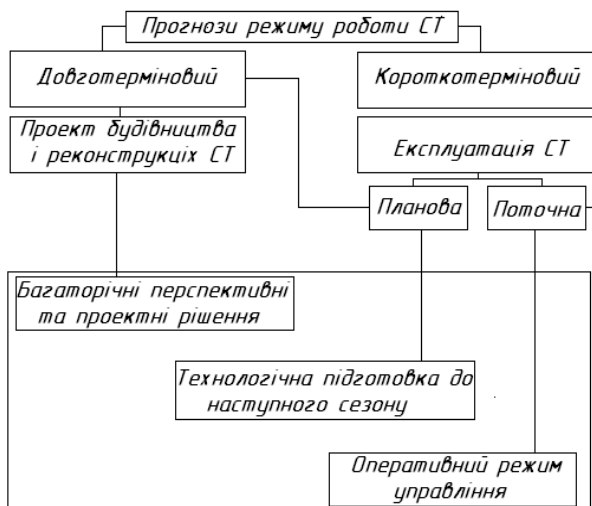 Прогнози режиму роботи СТ
Довготерміновий
Короткотерміновий
Проект будівництва
і реконструкціх СТ
Експлуатація СТ
Планова
Поточна
Багаторічні перспективні
та проектні рішення
Технологічна підготовка до
наступного сезону
Оперативний режим
управління